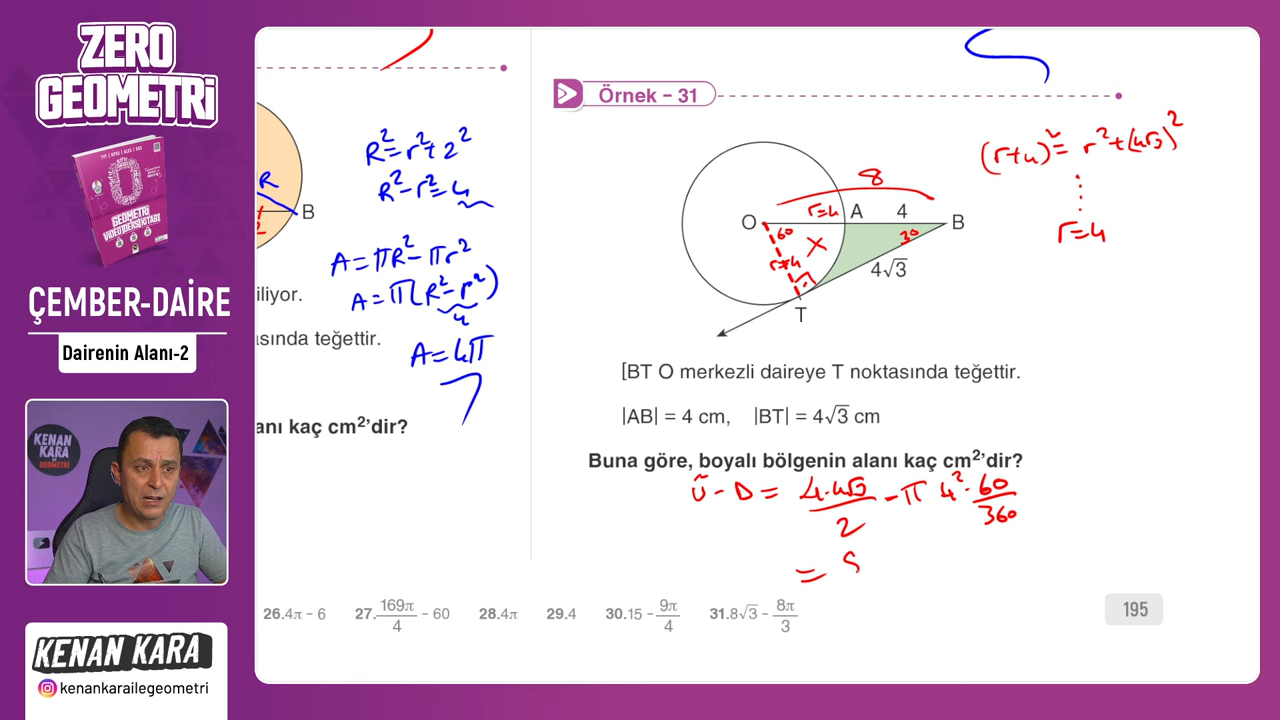 ZERO
GEOMETRİ
GEOMETRİ
VİDEO DERS KİTABI
ÇEMBER-DAİRE
Dairenin Alanı-2
KENAN
KARA
GEOMETRİ
KENAN KARA
kenankarailegeometri
R
B
2
R²=r²+2²
R²-r²=4
A=πR²-πr²
A=π(R²-r²)
4
A=4π
iliyor.
asında teğettir.
anı kaç cm²'dir?
Örnek - 31
(r+4)²=r²+(4√3)²
r=4
8
O
r=4
A
4
B
60
30
r=4
4√3
T
[BT O merkezli daireye T noktasında teğettir.
|AB| = 4 cm, |BT| = 4√3 cm
Buna göre, boyalı bölgenin alanı kaç cm²'dir?
Ü-D = 4·4√3/2 - π4²·60/360
=
26.4π - 6 27.169π/4 - 60 28.4π 29.4 30.15 - 9π/4 31.8√3 - 8π/3
195